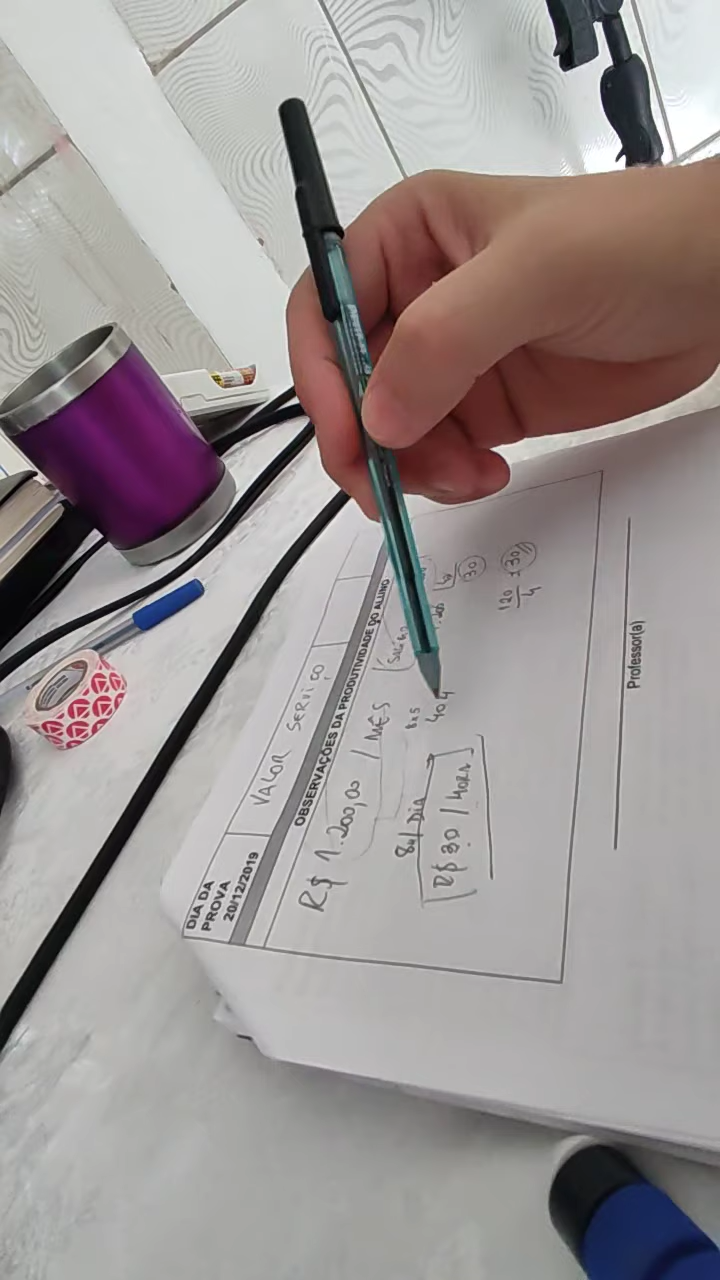 DIA DA
PROVA
20/12/2019
VALOR SERVIÇO
OBSERVAÇÕES DA PRODUTIVIDADE DO ALUNO
R$ 1.200,00 / MÊS
8h/DIA
8x5
40
R$ 30 / HORA
30
120/4 = 30
Professor(a)